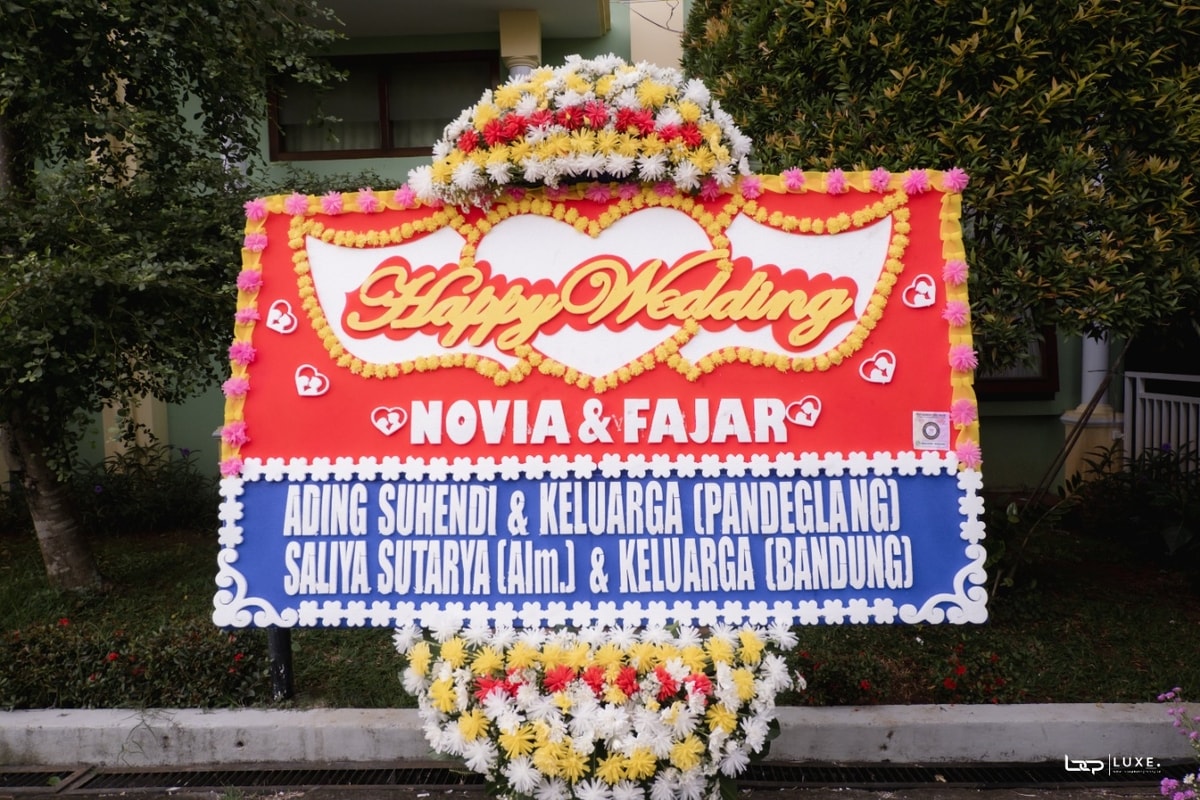 Happy Wedding
NOVIA & FAJAR
ADING SUHENDI & KELUARGA (PANDEGLANG)
SALIYA SUTARYA (Alm.) & KELUARGA (BANDUNG)
LUXE.